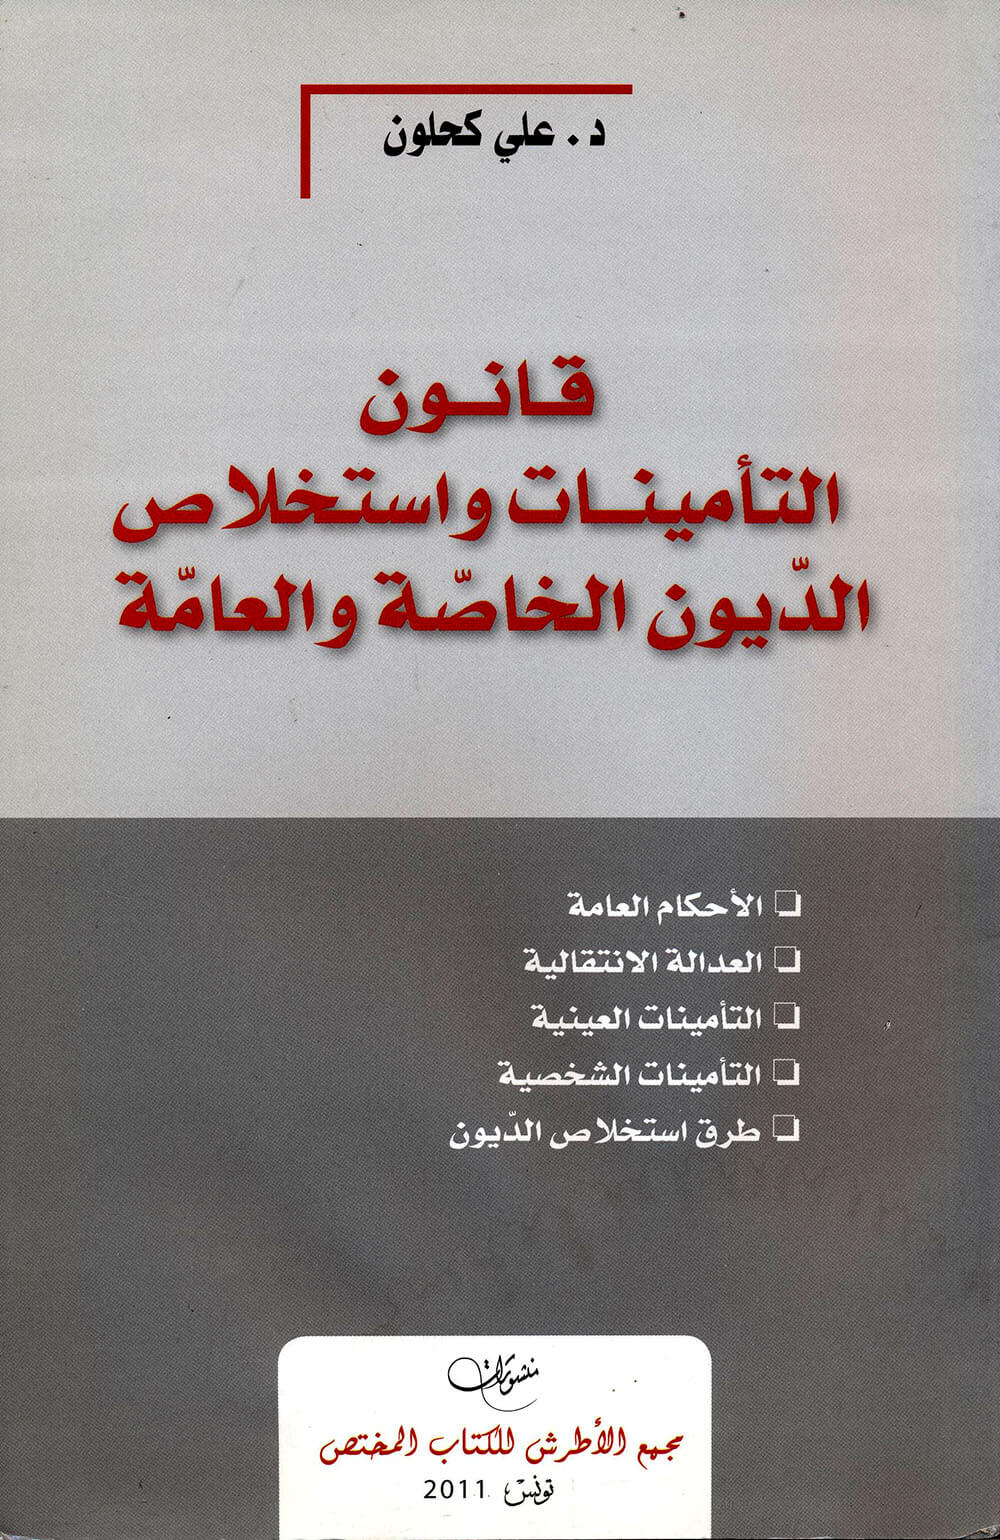 د. علي كحلون
قانون
التأمينات واستخلاص
الدّيون الخاصّة والعامّة
الأحكام العامة
العدالة الانتقالية
التأمينات العينية
التأمينات الشخصية
طرق استخلاص الدّيون
منشورات
مجمع الأطرش للكتاب المختص
تونس 2011